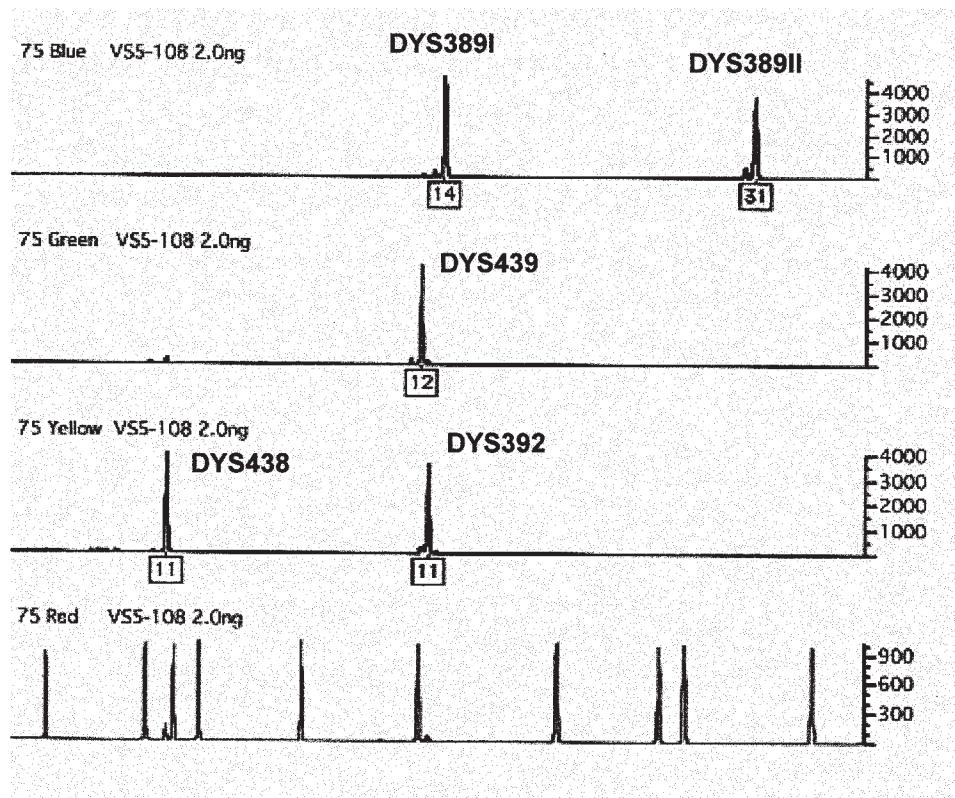 75 Blue VS5-108 2.0ng
DYS389I
DYS389II
4000
3000
2000
1000
14
31
75 Green VS5-108 2.0ng
DYS439
4000
3000
2000
1000
12
75 Yellow VS5-108 2.0ng
DYS438
DYS392
4000
3000
2000
1000
11
11
75 Red VS5-108 2.0ng
900
600
300